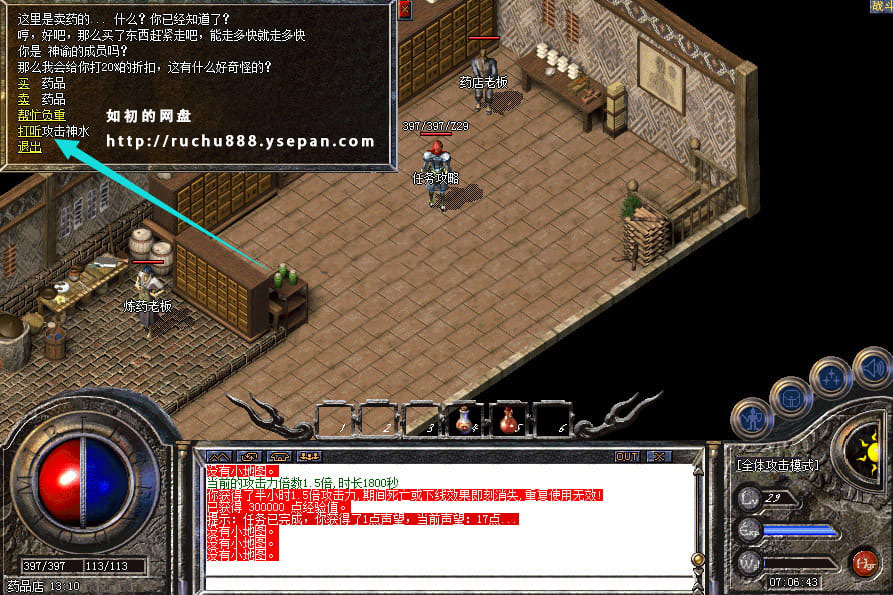 这里是卖药的... 什么？你已经知道了？
哼，好吧，那么买了东西赶紧走吧，能走多快就走多快
你是 神谕的成员吗？
那么我会给你打20%的折扣，这有什么好奇怪的？
买 药品
卖 药品
帮忙负重
打听攻击神水
退出
如初的网盘
http://ruchu888.ysepan.com
战斗
药店老板
397/397/Z29
任务攻略
炼药老板
1 2 3 4 5 6
OUT
没有小地图。
当前的攻击力倍数1.5倍,时长1800秒
你获得了半小时1.5倍攻击力,期间死亡或下线效果即刻消失,重复使用无效!
已获得 300000 点经验值。
提示：任务已完成，你获得了1点声望，当前声望：17点...
没有小地图。
没有小地图。
没有小地图。
[全体攻击模式]
Lv 29
Exp
397/397 113/113
药品店 13:10
07:06:43